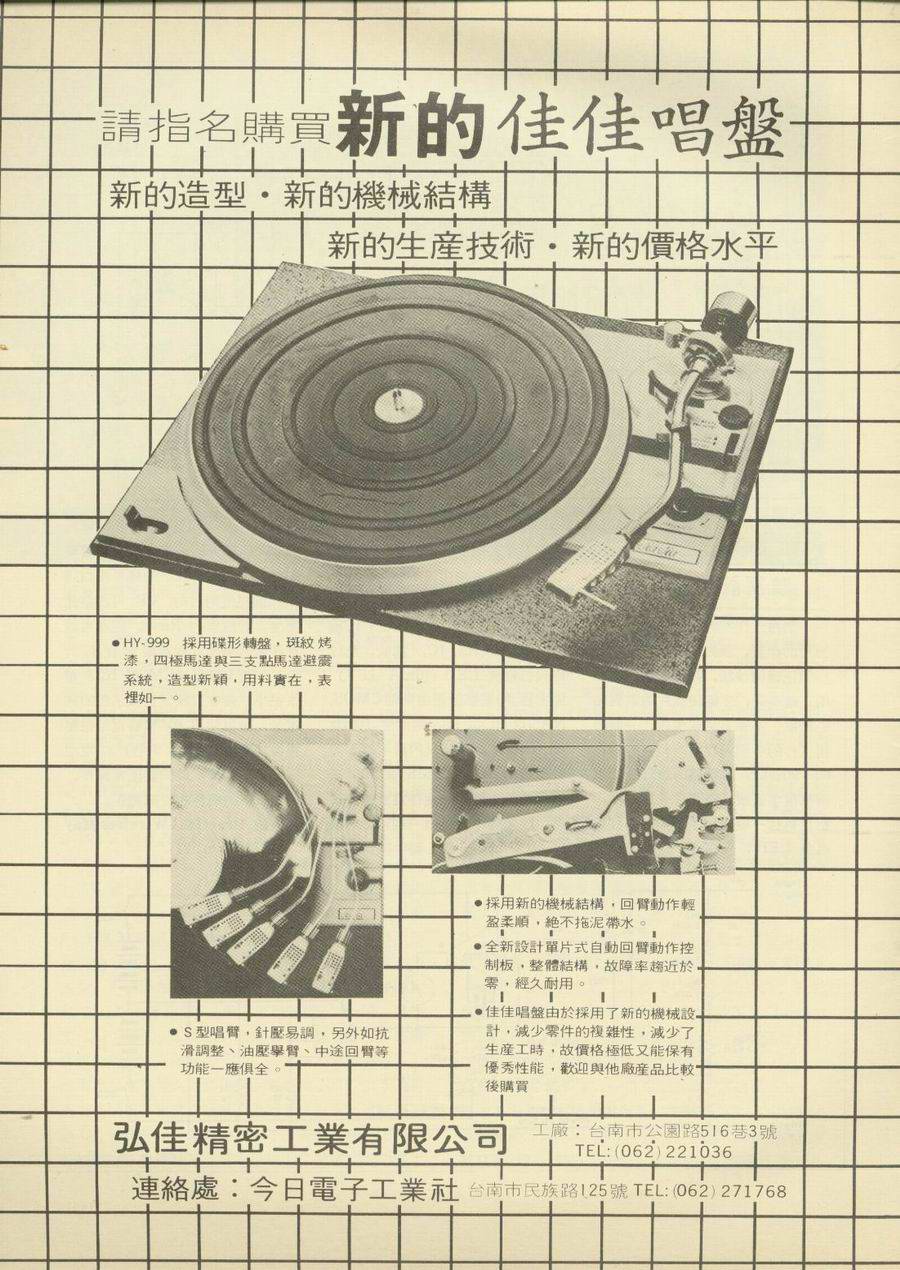 請指名購買新的佳佳唱盤
新的造型・新的機械結構
新的生産技術・新的價格水平
●HY-999 採用碟形轉盤，斑紋烤
漆，四極馬達與三支點馬達避震
系統，造型新穎，用料實在，表
裡如一。
●採用新的機械結構，回臂動作輕
盈柔順，絶不拖泥帶水。
●全新設計單片式自動回臂動作控
制板，整體結構，故障率趨近於
零，經久耐用。
●佳佳唱盤由於採用了新的機械設
計，減少零件的複雜性，減少了
生産工時，故價格極低又能保有
優秀性能，歡迎與他廠産品比較
後購買
●S型唱臂，針壓易調，另外如抗
滑調整、油壓擧臂、中途回臂等
功能一應俱全。
弘佳精密工業有限公司 工廠：台南市公園路516巷3號
TEL:(062)221036
連絡處：今日電子工業社 台南市民族路125號 TEL:(062)271768